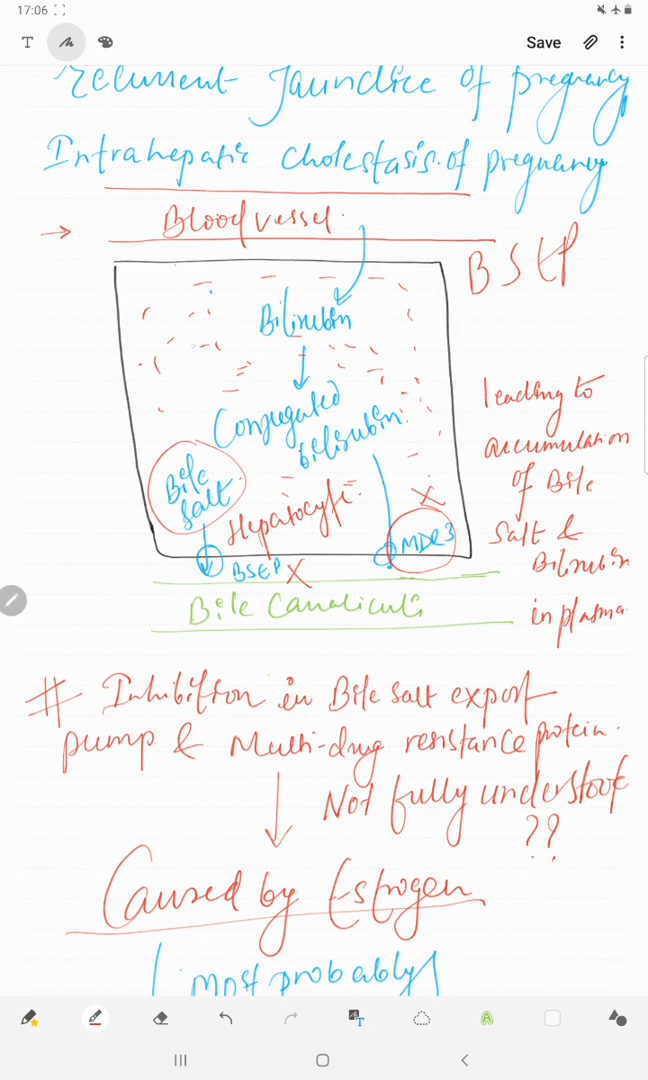 17:06
Save
Recurrent Jaundice of pregnancy
Intrahepatic cholestasis of pregnancy
→ Blood vessel
BSEP
Bilirubin
Conjugated
bilirubin
Bile
Salt
Hepatocyte
X
MDR3
BSEP X
Bile Canaliculi
leading to
accumulation
of Bile
Salt &
Bilirubin
in plasma
# Inhibition in Bile salt export
pump & Multi-drug resistance protein.
Not fully understook
??
Caused by Estrogen
most probably